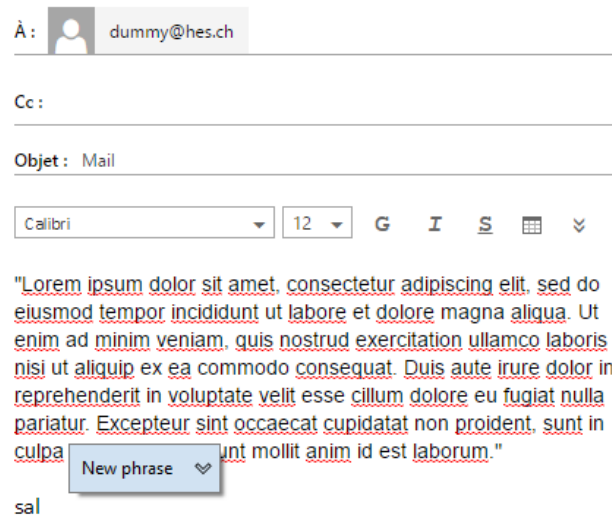 À :
dummy@hes.ch
Cc :
Objet : Mail
Calibri 12 G I S
"Lorem ipsum dolor sit amet, consectetur adipiscing elit, sed do
eiusmod tempor incididunt ut labore et dolore magna aliqua. Ut
enim ad minim veniam, quis nostrud exercitation ullamco laboris
nisi ut aliquip ex ea commodo consequat. Duis aute irure dolor in
reprehenderit in voluptate velit esse cillum dolore eu fugiat nulla
pariatur. Excepteur sint occaecat cupidatat non proident, sunt in
culpa unt mollit anim id est laborum."
New phrase
sal